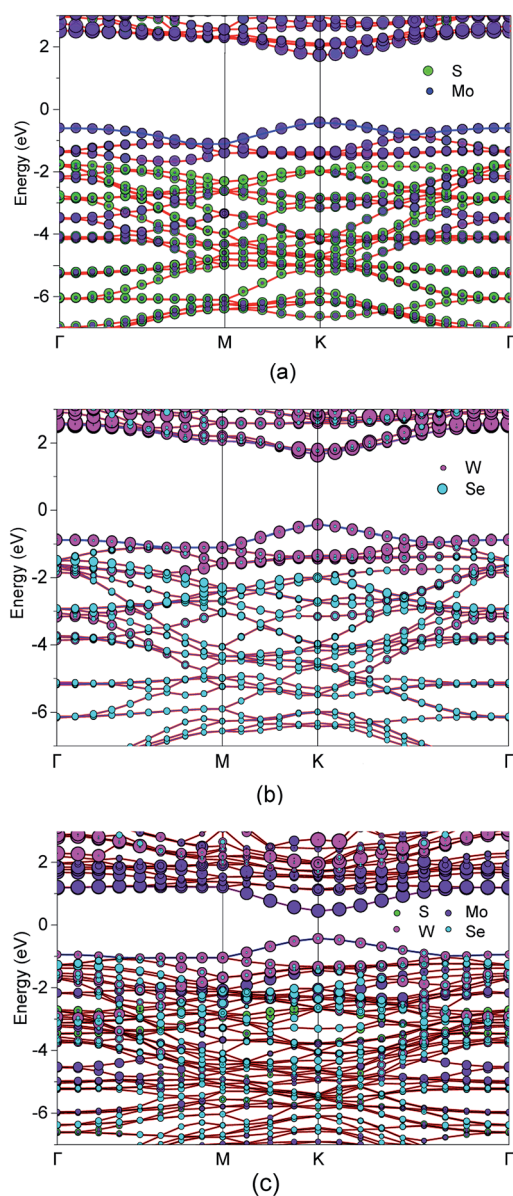 2
0
-2
-4
-6
Energy (eV)
S
Mo
Γ M K Γ
(a)
2
0
-2
-4
-6
Energy (eV)
W
Se
Γ M K Γ
(b)
2
0
-2
-4
-6
Energy (eV)
S Mo
W Se
Γ M K Γ
(c)